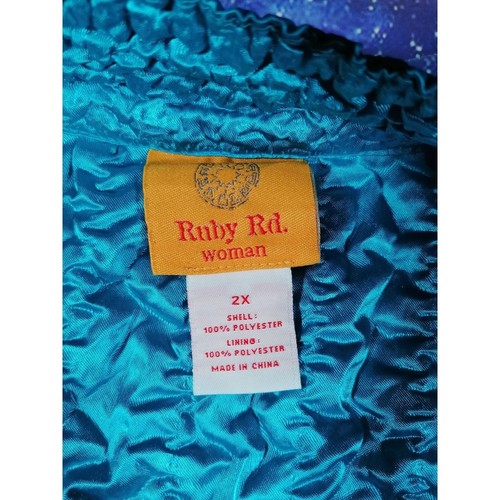 Ruby Rd.
woman
2X
SHELL:
100% POLYESTER
LINING:
100% POLYESTER
MADE IN CHINA